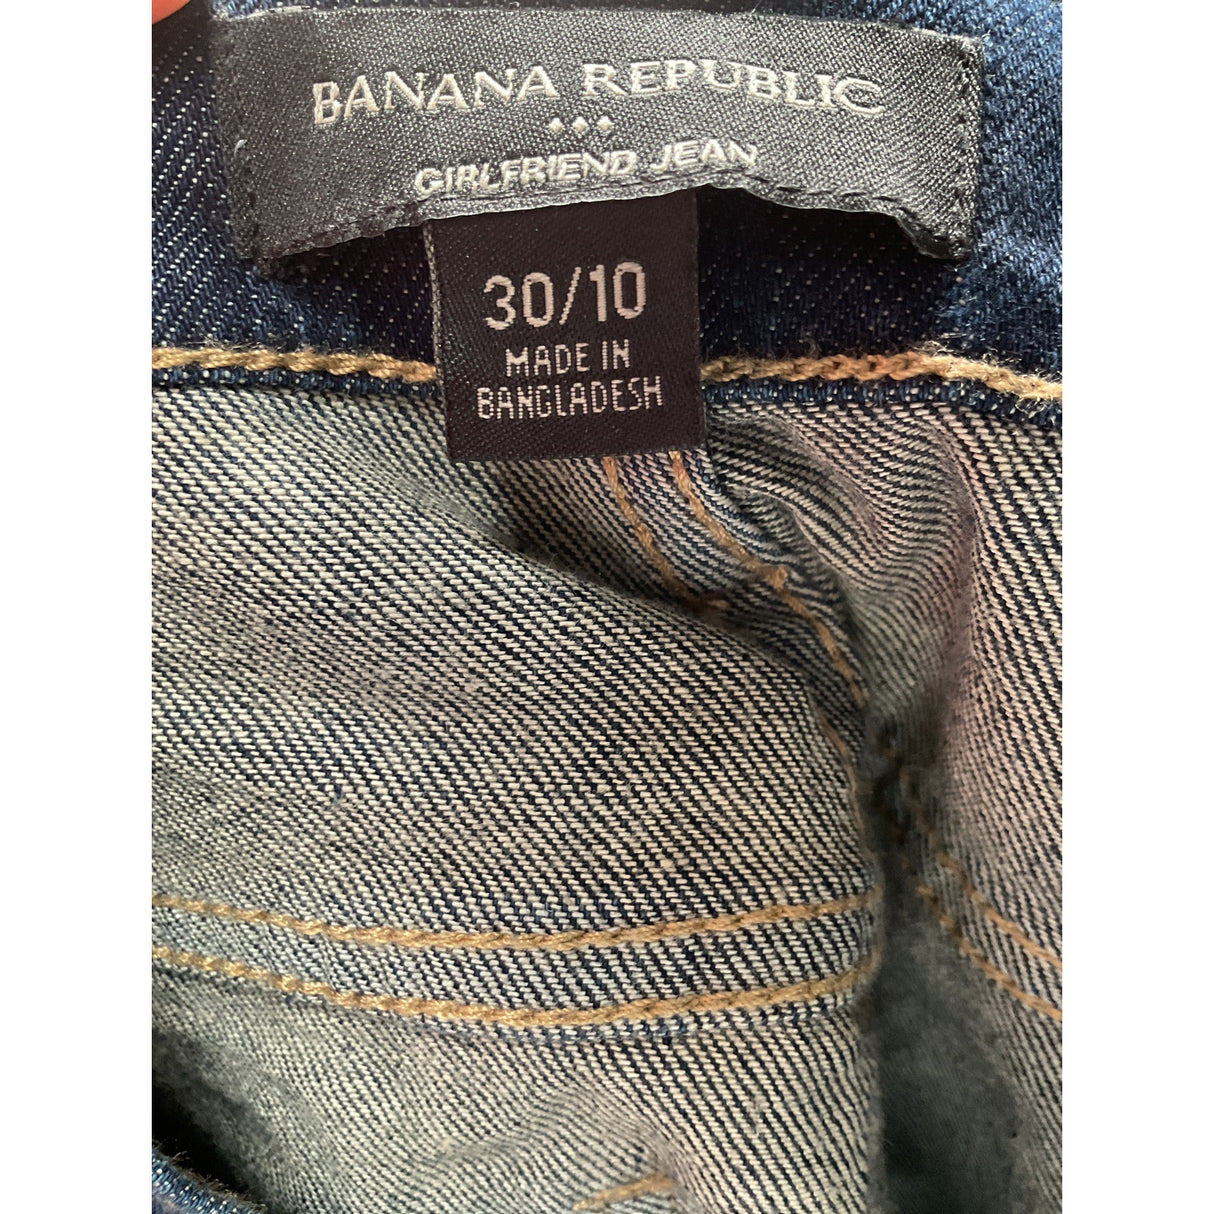 BANANA REPUBLIC
GIRLFRIEND JEAN
30/10
MADE IN
BANGLADESH